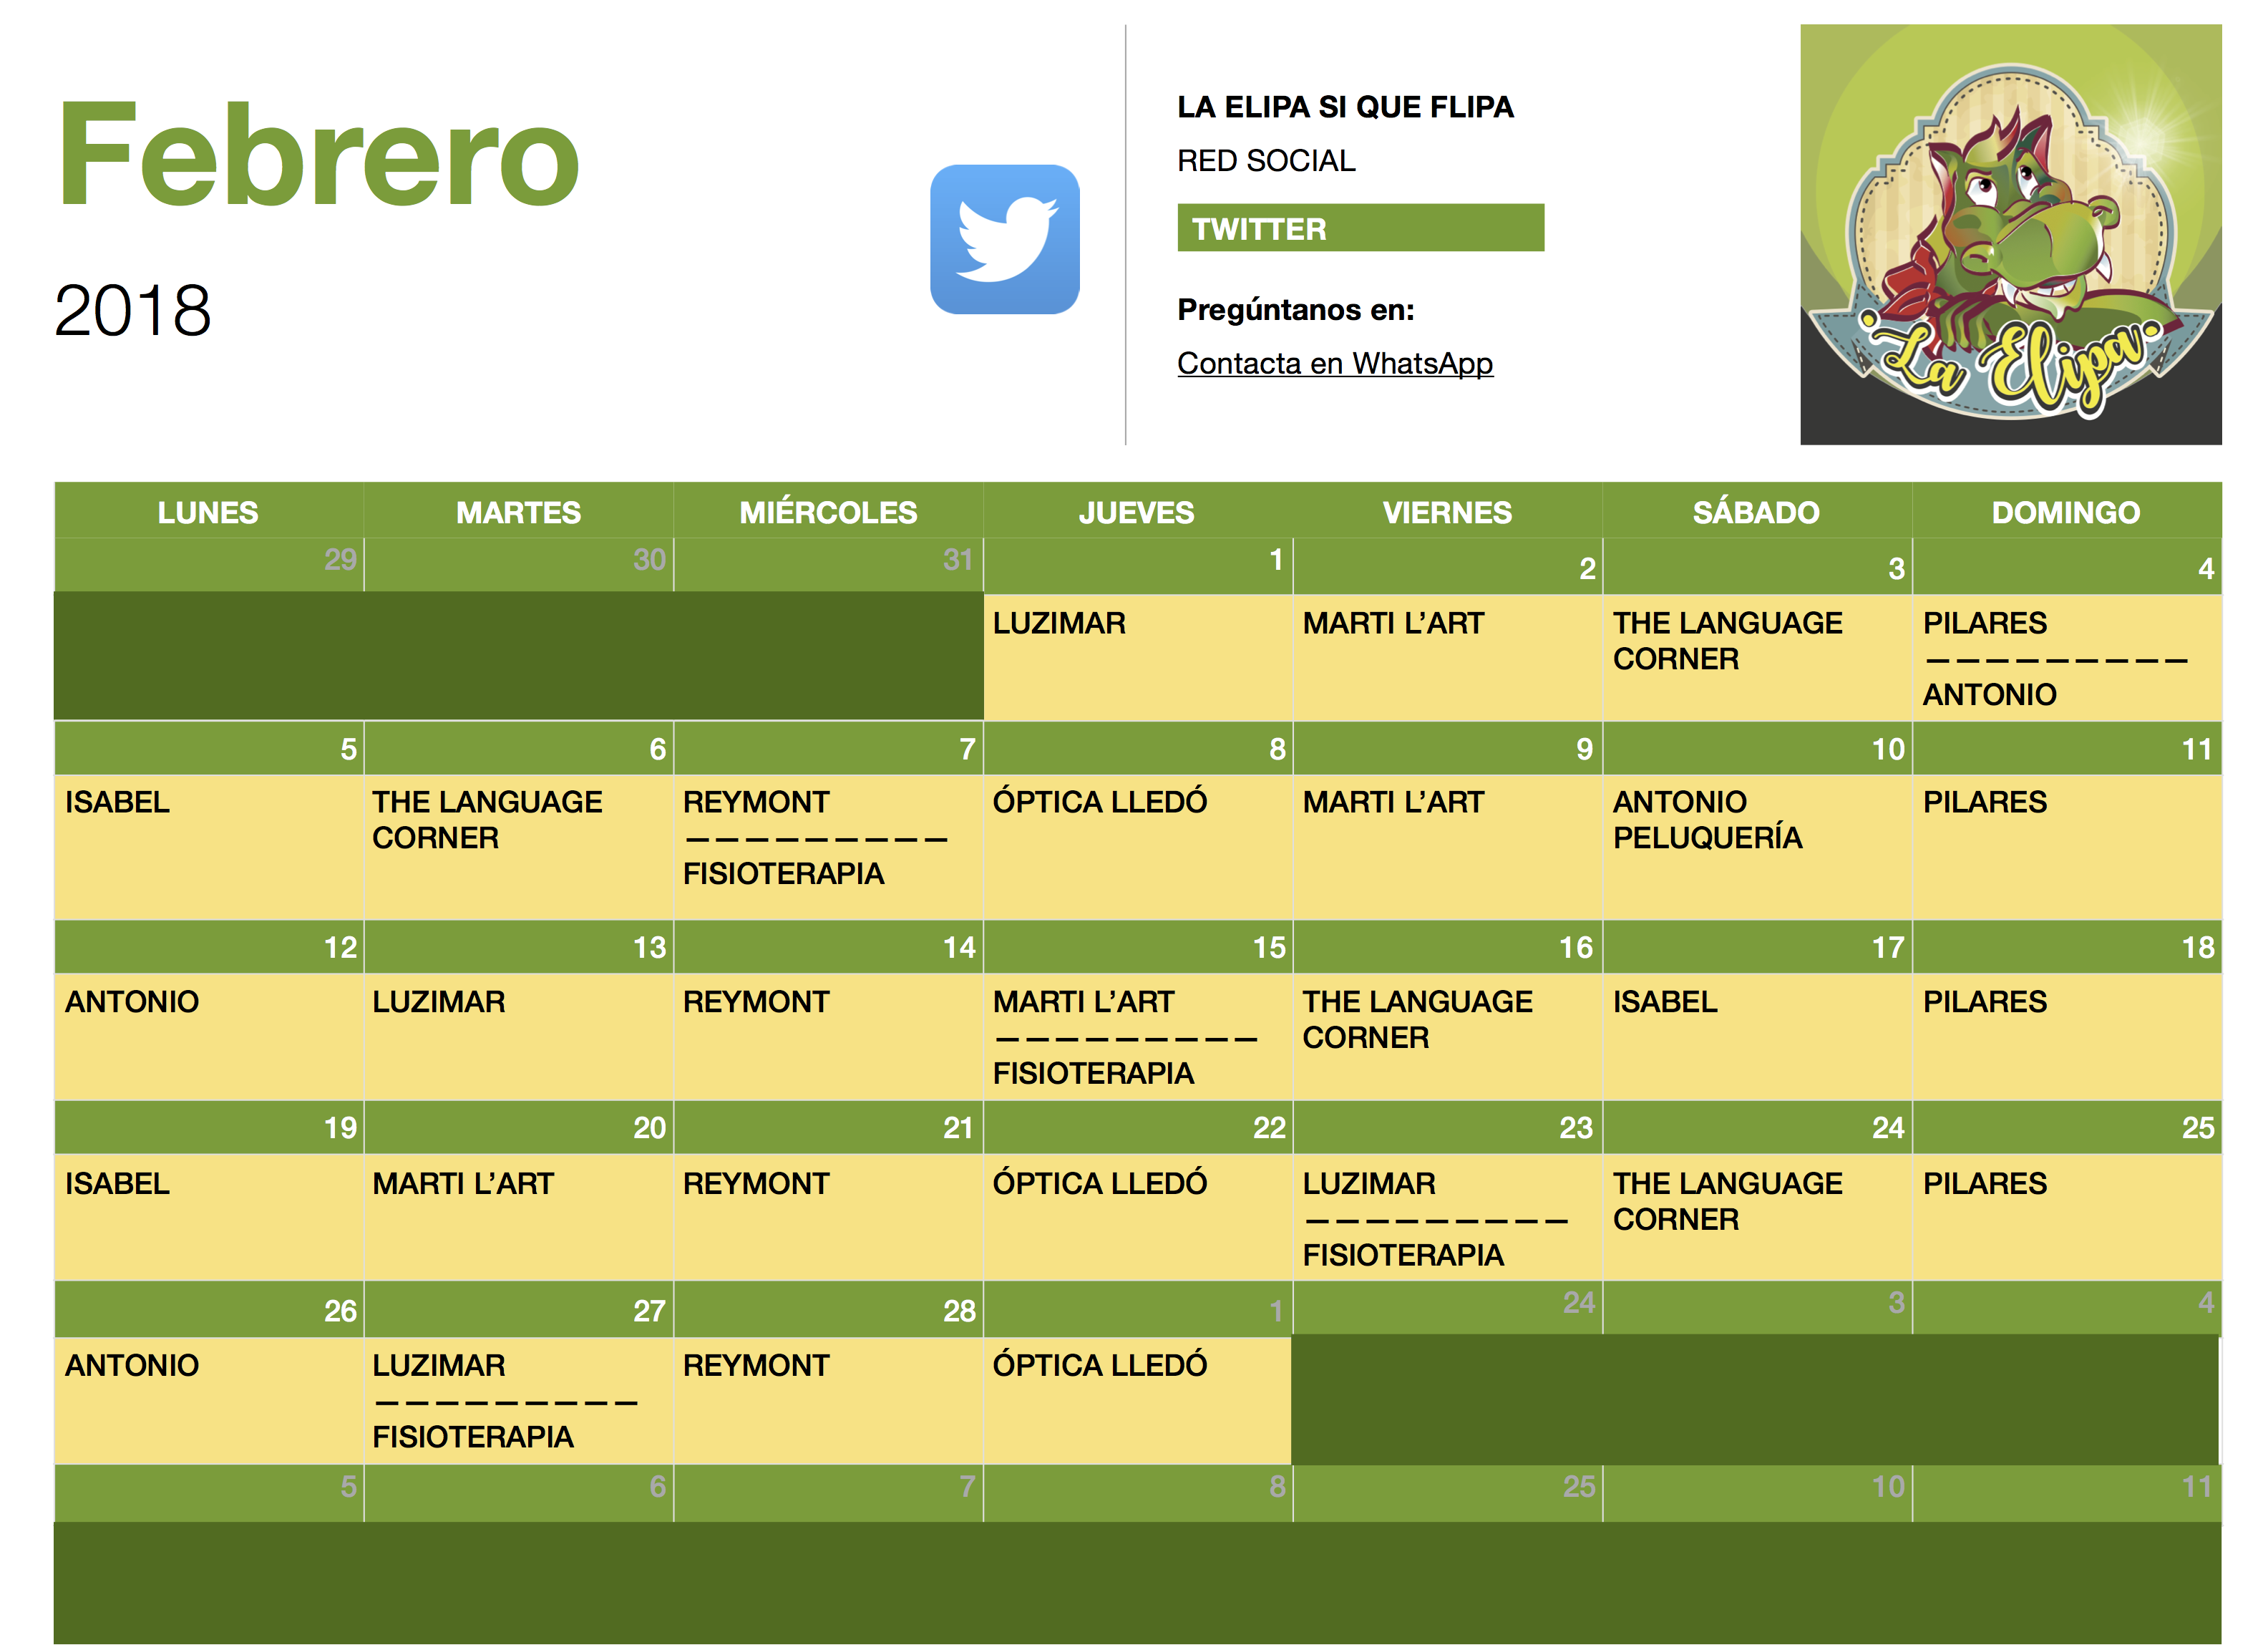 Febrero
2018
LA ELIPA SI QUE FLIPA
RED SOCIAL
TWITTER
Pregúntanos en:
Contacta en WhatsApp
La Elipa
LUNES MARTES MIÉRCOLES JUEVES VIERNES SÁBADO DOMINGO
29 30 31 1 2 3 4
LUZIMAR
MARTI L’ART
THE LANGUAGE
CORNER
PILARES
—————————
ANTONIO
5 6 7 8 9 10 11
ISABEL
THE LANGUAGE
CORNER
REYMONT
—————————
FISIOTERAPIA
ÓPTICA LLEDÓ
MARTI L’ART
ANTONIO
PELUQUERÍA
PILARES
12 13 14 15 16 17 18
ANTONIO
LUZIMAR
REYMONT
MARTI L’ART
—————————
FISIOTERAPIA
THE LANGUAGE
CORNER
ISABEL
PILARES
19 20 21 22 23 24 25
ISABEL
MARTI L’ART
REYMONT
ÓPTICA LLEDÓ
LUZIMAR
—————————
FISIOTERAPIA
THE LANGUAGE
CORNER
PILARES
26 27 28 1 24 3 4
ANTONIO
LUZIMAR
—————————
FISIOTERAPIA
REYMONT
ÓPTICA LLEDÓ
5 6 7 8 25 10 11